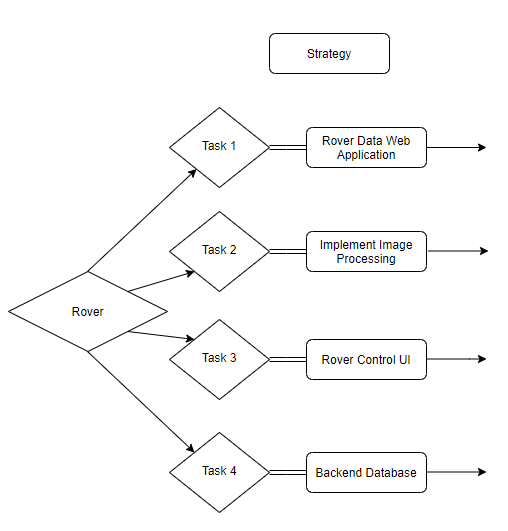 Strategy
Task 1
Rover Data Web
Application
Task 2
Implement Image
Processing
Rover
Task 3
Rover Control UI
Task 4
Backend Database